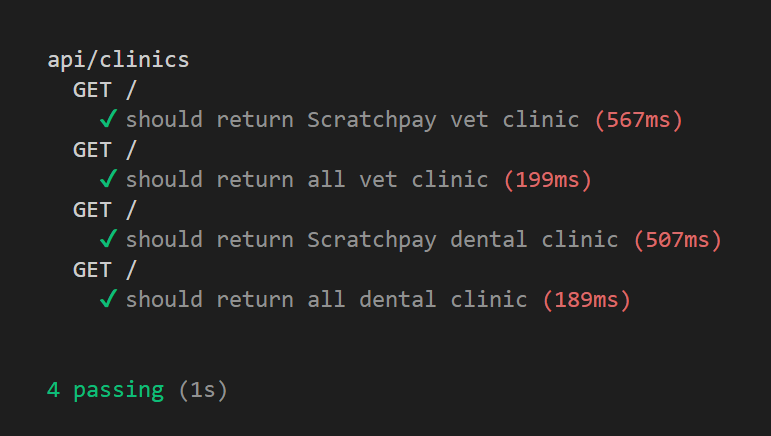 api/clinics
GET /
✔ should return Scratchpay vet clinic (567ms)
GET /
✔ should return all vet clinic (199ms)
GET /
✔ should return Scratchpay dental clinic (507ms)
GET /
✔ should return all dental clinic (189ms)
4 passing (1s)